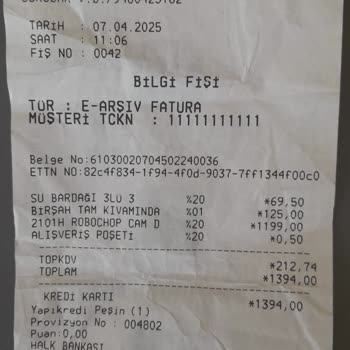 TARİH : 07.04.2025
SAAT : 11:06
FİŞ NO : 0042
BİLGİ FİŞİ
TÜR : E-ARŞİV FATURA
MÜŞTERİ TCKN : 11111111111
Belge No:61030020704502240036
ETTN NO:82c4f834-1f94-4f0d-9037-7ff1344f00c0
SU BARDAĞI 3LÜ 3 %20 *69,50
BİRŞAH TAM KIVAMINDA %01 *125,00
2101H ROBOCHOP CAM D %20 *1199,00
ALIŞVERİŞ POŞETİ %20 *0,50
TOPKDV *212,74
TOPLAM *1394,00
KREDİ KARTI *1394,00
Yapıkredi Peşin (1)
Provizyon No : 004802
Puan:0,00
HALK BANKASI